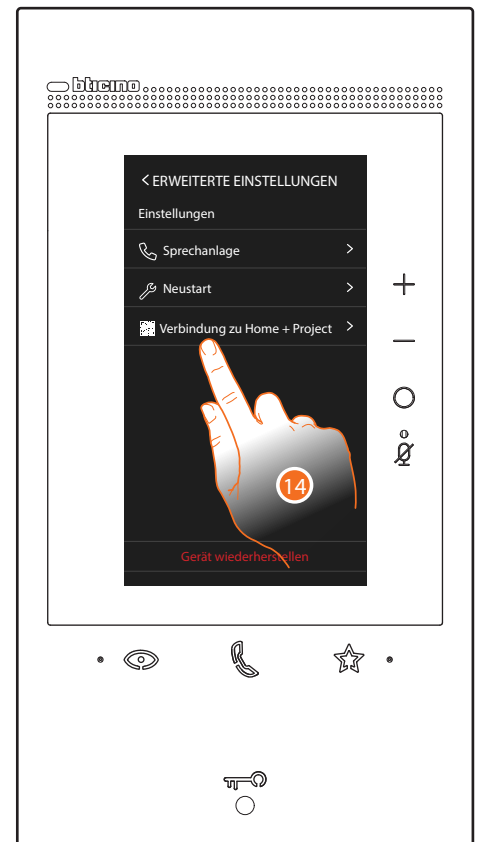 bticino
< ERWEITERTE EINSTELLUNGEN
Einstellungen
Sprechanlage >
Neustart >
Verbindung zu Home + Project >
14
Gerät wiederherstellen